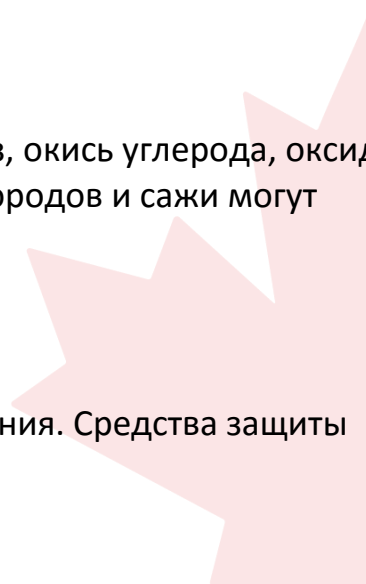 , окись углерода, оксид
ородов и сажи могут
ния. Средства защиты